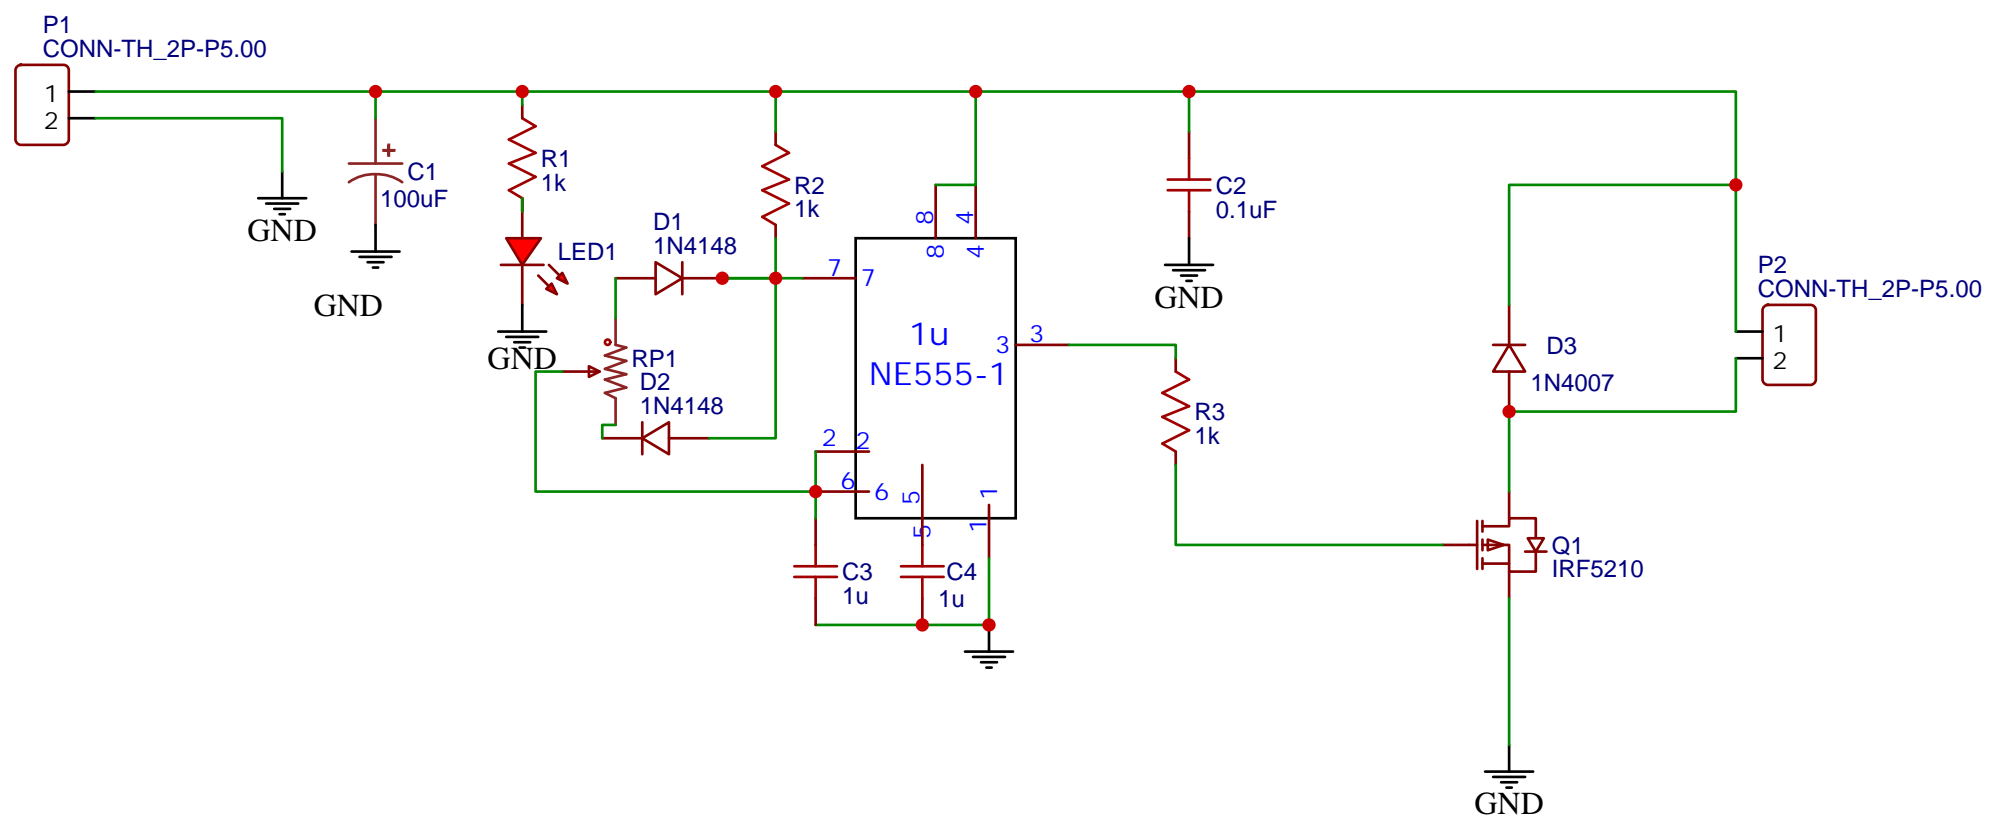 P1
CONN-TH_2P-P5.00
1
2
GND
C1
100uF
GND
R1
1k
LED1
GND
R2
1k
D1
1N4148
RP1
D2
1N4148
7
7
8
8
4
4
1u
NE555-1
3
3
2
2
6
6
5
5
1
1
C3
1u
C4
1u
C2
0.1uF
GND
R3
1k
D3
1N4007
P2
CONN-TH_2P-P5.00
1
2
Q1
IRF5210
GND